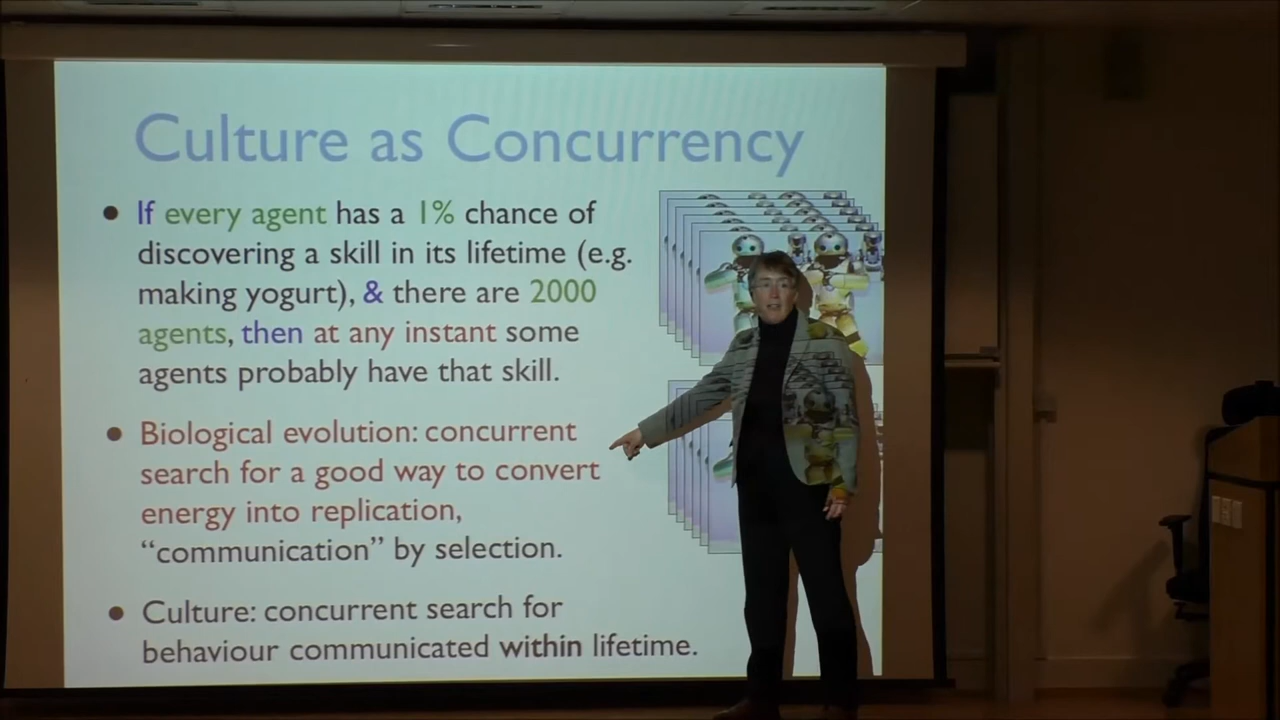 Culture as Concurrency
• If every agent has a 1% chance of
discovering a skill in its lifetime (e.g.
making yogurt), & there are 2000
agents, then at any instant some
agents probably have that skill.
• Biological evolution: concurrent
search for a good way to convert
energy into replication,
“communication” by selection.
• Culture: concurrent search for
behaviour communicated within lifetime.